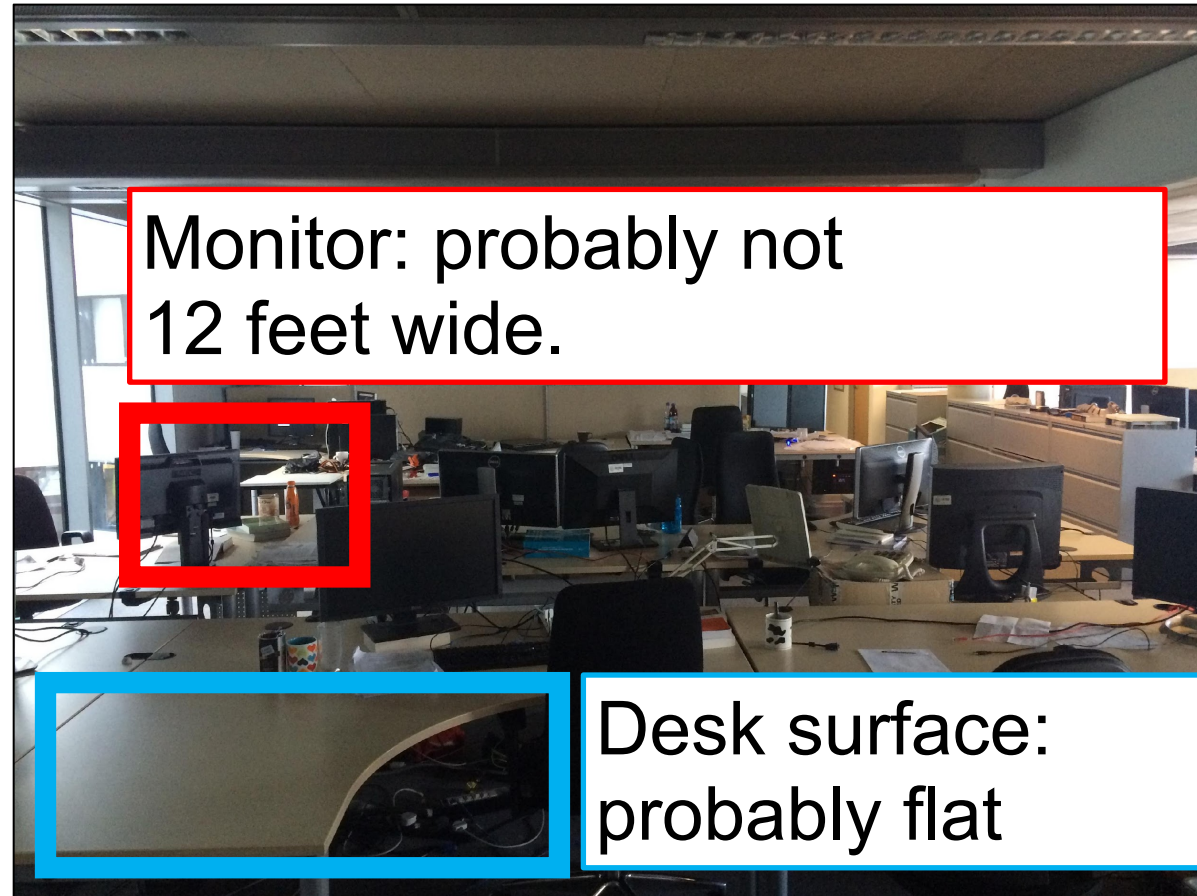 Monitor: probably not
12 feet wide.
Desk surface:
probably flat